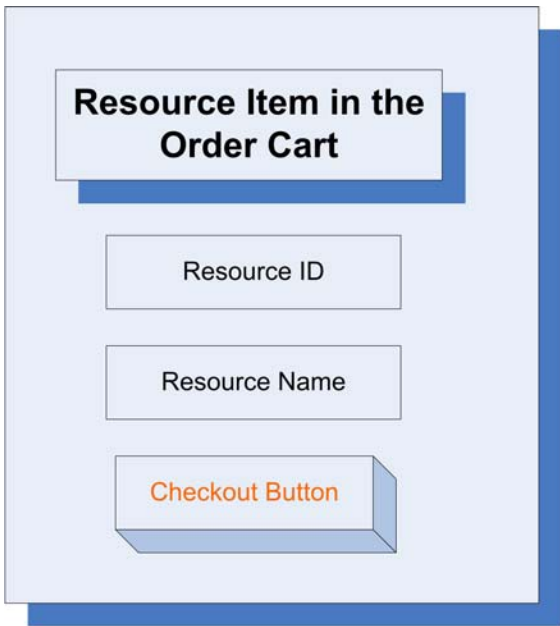 Resource Item in the
Order Cart
Resource ID
Resource Name
Checkout Button